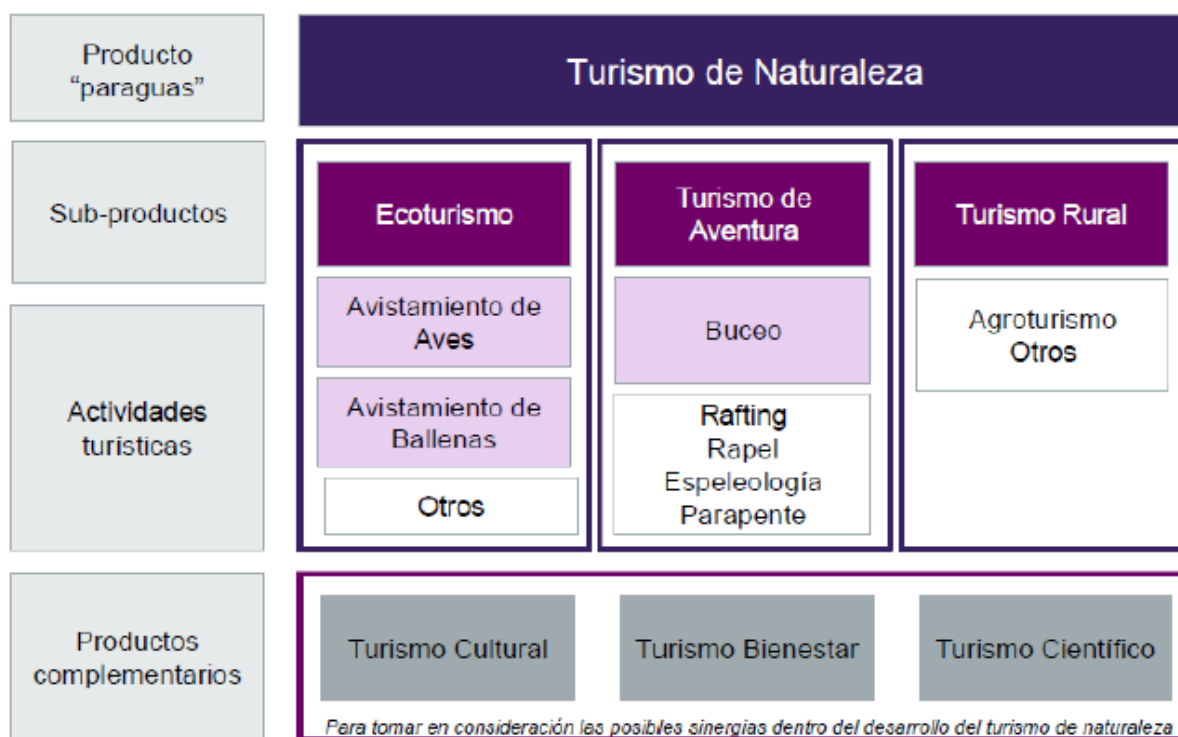 Producto
“paraguas”
Turismo de Naturaleza
Sub-productos
Ecoturismo
Turismo de
Aventura
Turismo Rural
Actividades
turísticas
Avistamiento de
Aves
Avistamiento de
Ballenas
Otros
Buceo
Rafting
Rapel
Espeleología
Parapente
Agroturismo
Otros
Productos
complementarios
Turismo Cultural
Turismo Bienestar
Turismo Científico
Para tomar en consideración las posibles sinergias dentro del desarrollo del turismo de naturaleza